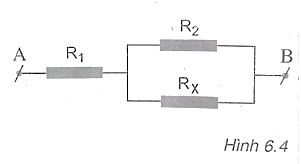 R₂
A R₁ B
Rₓ
Hình 6.4